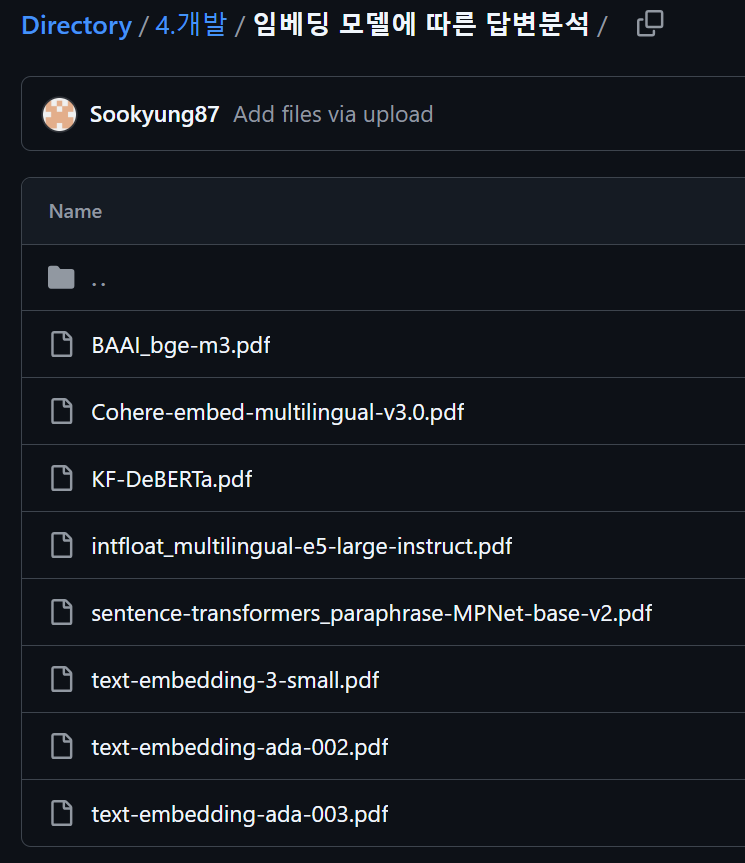 Directory / 4.개발 / 임베딩 모델에 따른 답변분석 /
Sookyung87 Add files via upload
Name
..
BAAI_bge-m3.pdf
Cohere-embed-multilingual-v3.0.pdf
KF-DeBERTa.pdf
intfloat_multilingual-e5-large-instruct.pdf
sentence-transformers_paraphrase-MPNet-base-v2.pdf
text-embedding-3-small.pdf
text-embedding-ada-002.pdf
text-embedding-ada-003.pdf